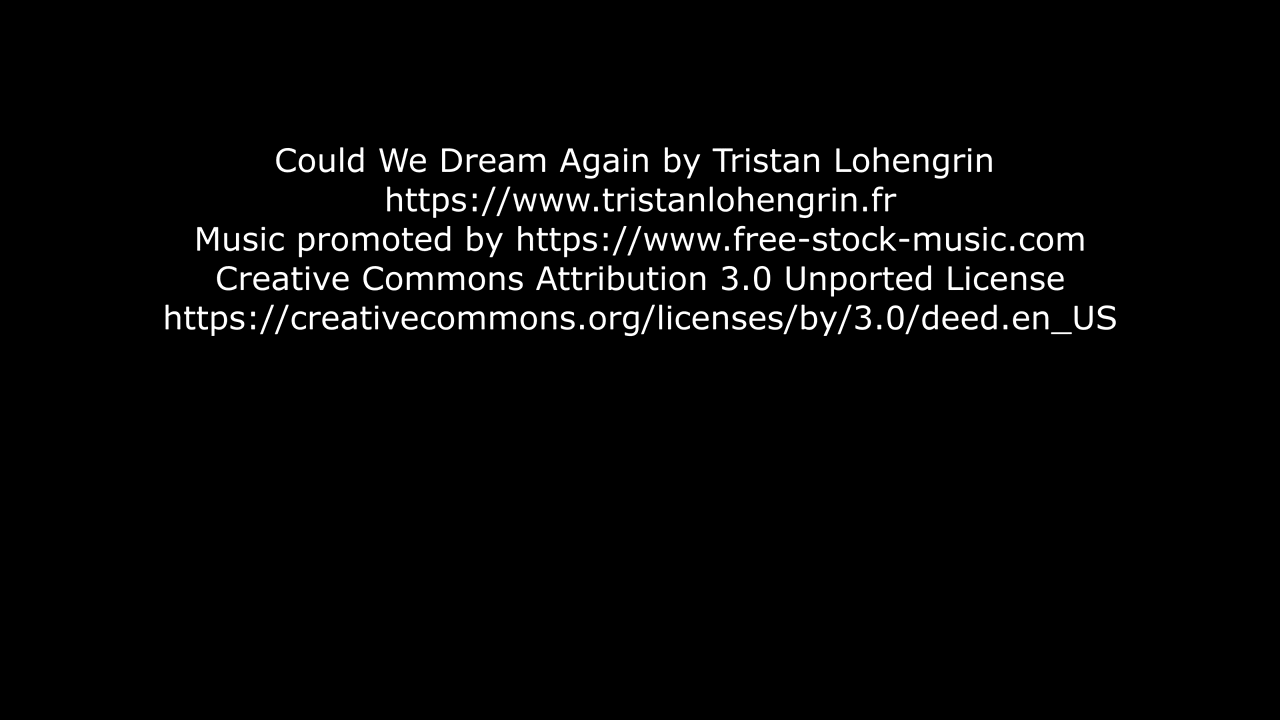 Could We Dream Again by Tristan Lohengrin
https://www.tristanlohengrin.fr
Music promoted by https://www.free-stock-music.com
Creative Commons Attribution 3.0 Unported License
https://creativecommons.org/licenses/by/3.0/deed.en_US